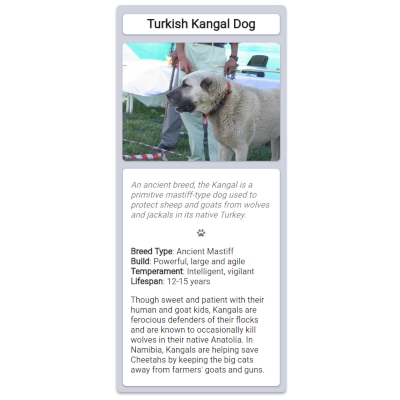 Turkish Kangal Dog
An ancient breed, the Kangal is a
primitive mastiff-type dog used to
protect sheep and goats from wolves
and jackals in its native Turkey.
Breed Type: Ancient Mastiff
Build: Powerful, large and agile
Temperament: Intelligent, vigilant
Lifespan: 12-15 years
Though sweet and patient with their
human and goat kids, Kangals are
ferocious defenders of their flocks
and are known to occasionally kill
wolves in their native Anatolia. In
Namibia, Kangals are helping save
Cheetahs by keeping the big cats
away from farmers' goats and guns.